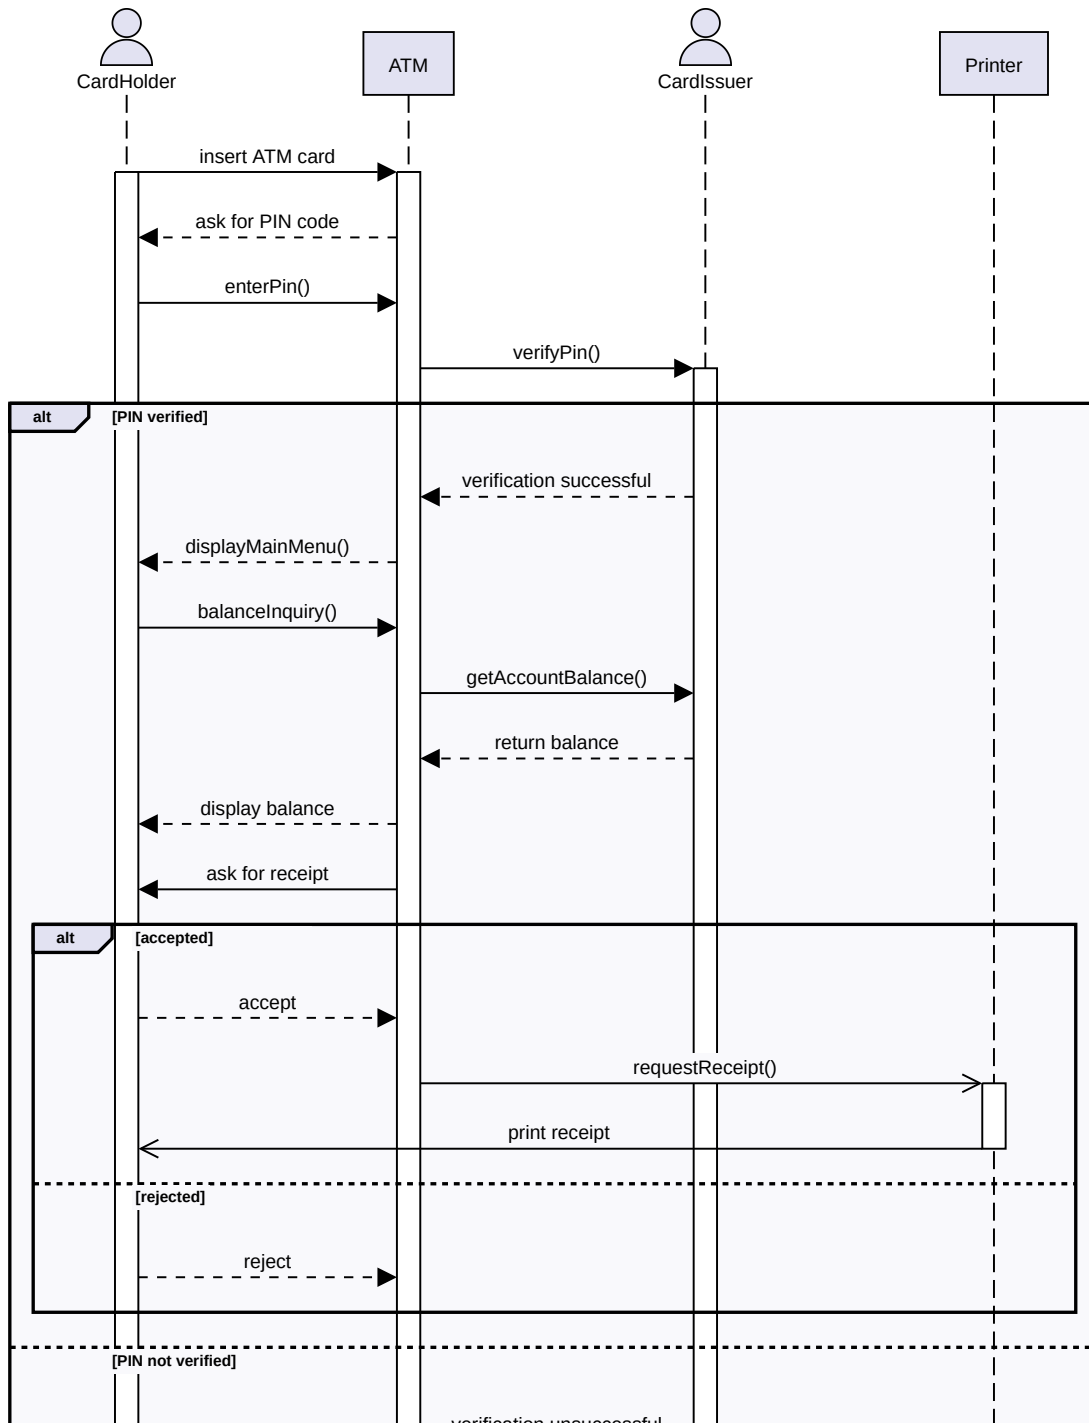 CardHolder
ATM
CardIssuer
Printer
insert ATM card
ask for PIN code
enterPin()
verifyPin()
alt
[PIN verified]
verification successful
displayMainMenu()
balanceInquiry()
getAccountBalance()
return balance
display balance
ask for receipt
alt
[accepted]
accept
requestReceipt()
print receipt
[rejected]
reject
[PIN not verified]
verification unsuccessful